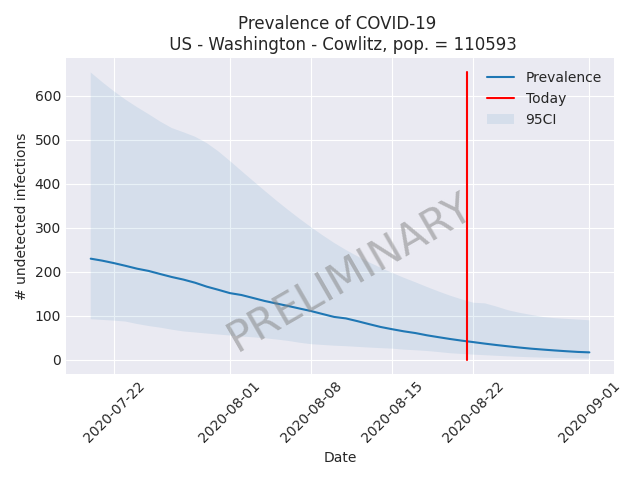 Prevalence of COVID-19
US - Washington - Cowlitz, pop. = 110593
Prevalence
Today
95CI
600
500
400
300
200
100
0
# undetected infections
PRELIMINARY
2020-07-22
2020-08-01
2020-08-08
2020-08-15
2020-08-22
2020-09-01
Date